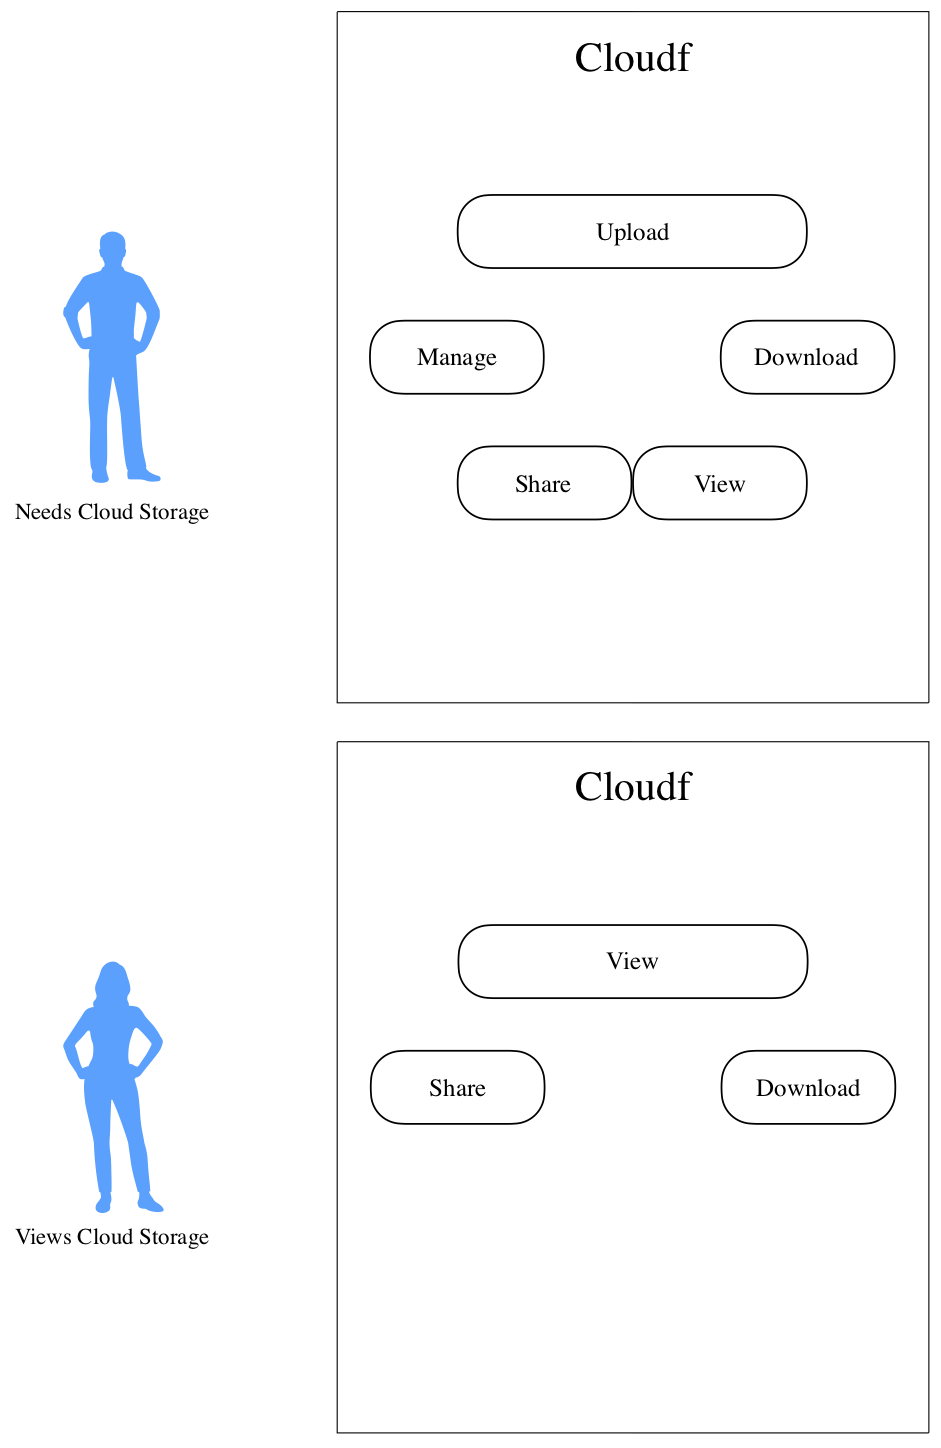 Cloudf
Upload
Manage
Download
Share
View
Needs Cloud Storage
Cloudf
View
Share
Download
Views Cloud Storage